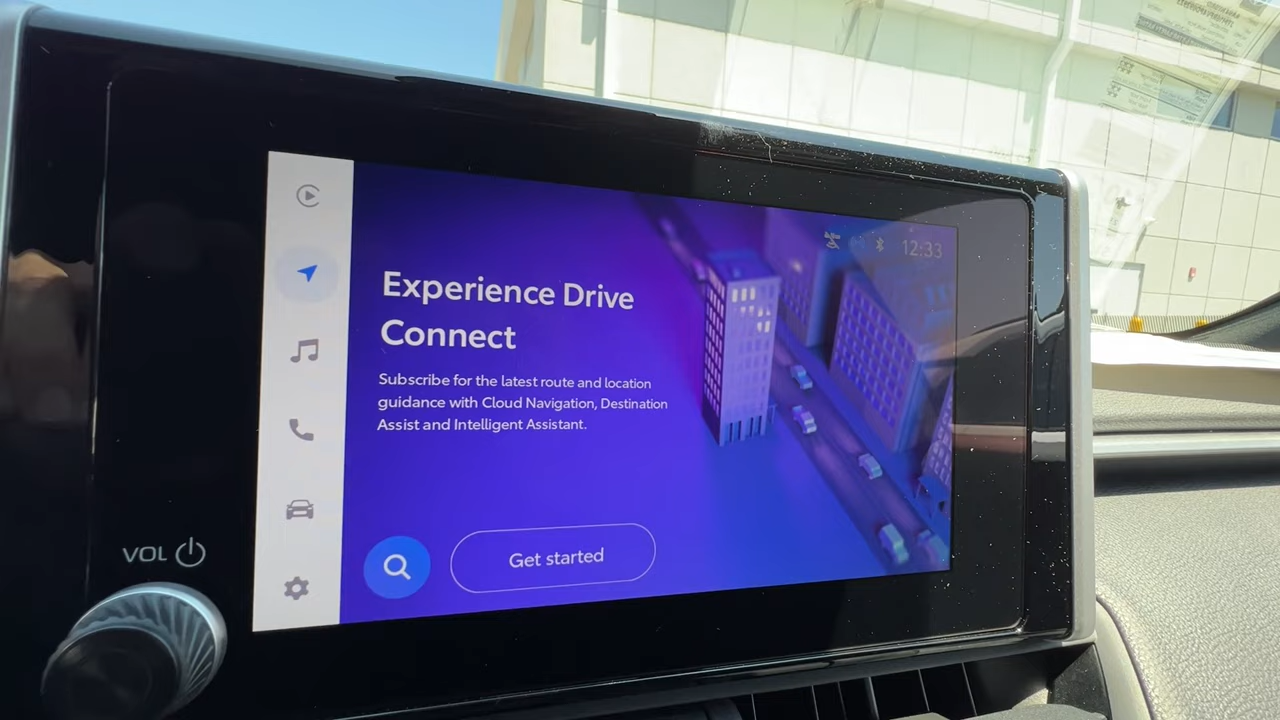 12:33
Experience Drive
Connect
Subscribe for the latest route and location
guidance with Cloud Navigation, Destination
Assist and Intelligent Assistant.
Get started
VOL